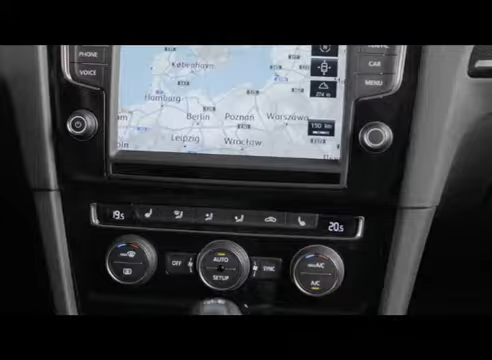 PHONE
VOICE
CAR
MENU
København
Hamburg
Berlin
Poznań
Warszawa
Leipzig
Wrocław
150 km
19.5
20.5
OFF
AUTO
SETUP
SYNC
A/C
A/C